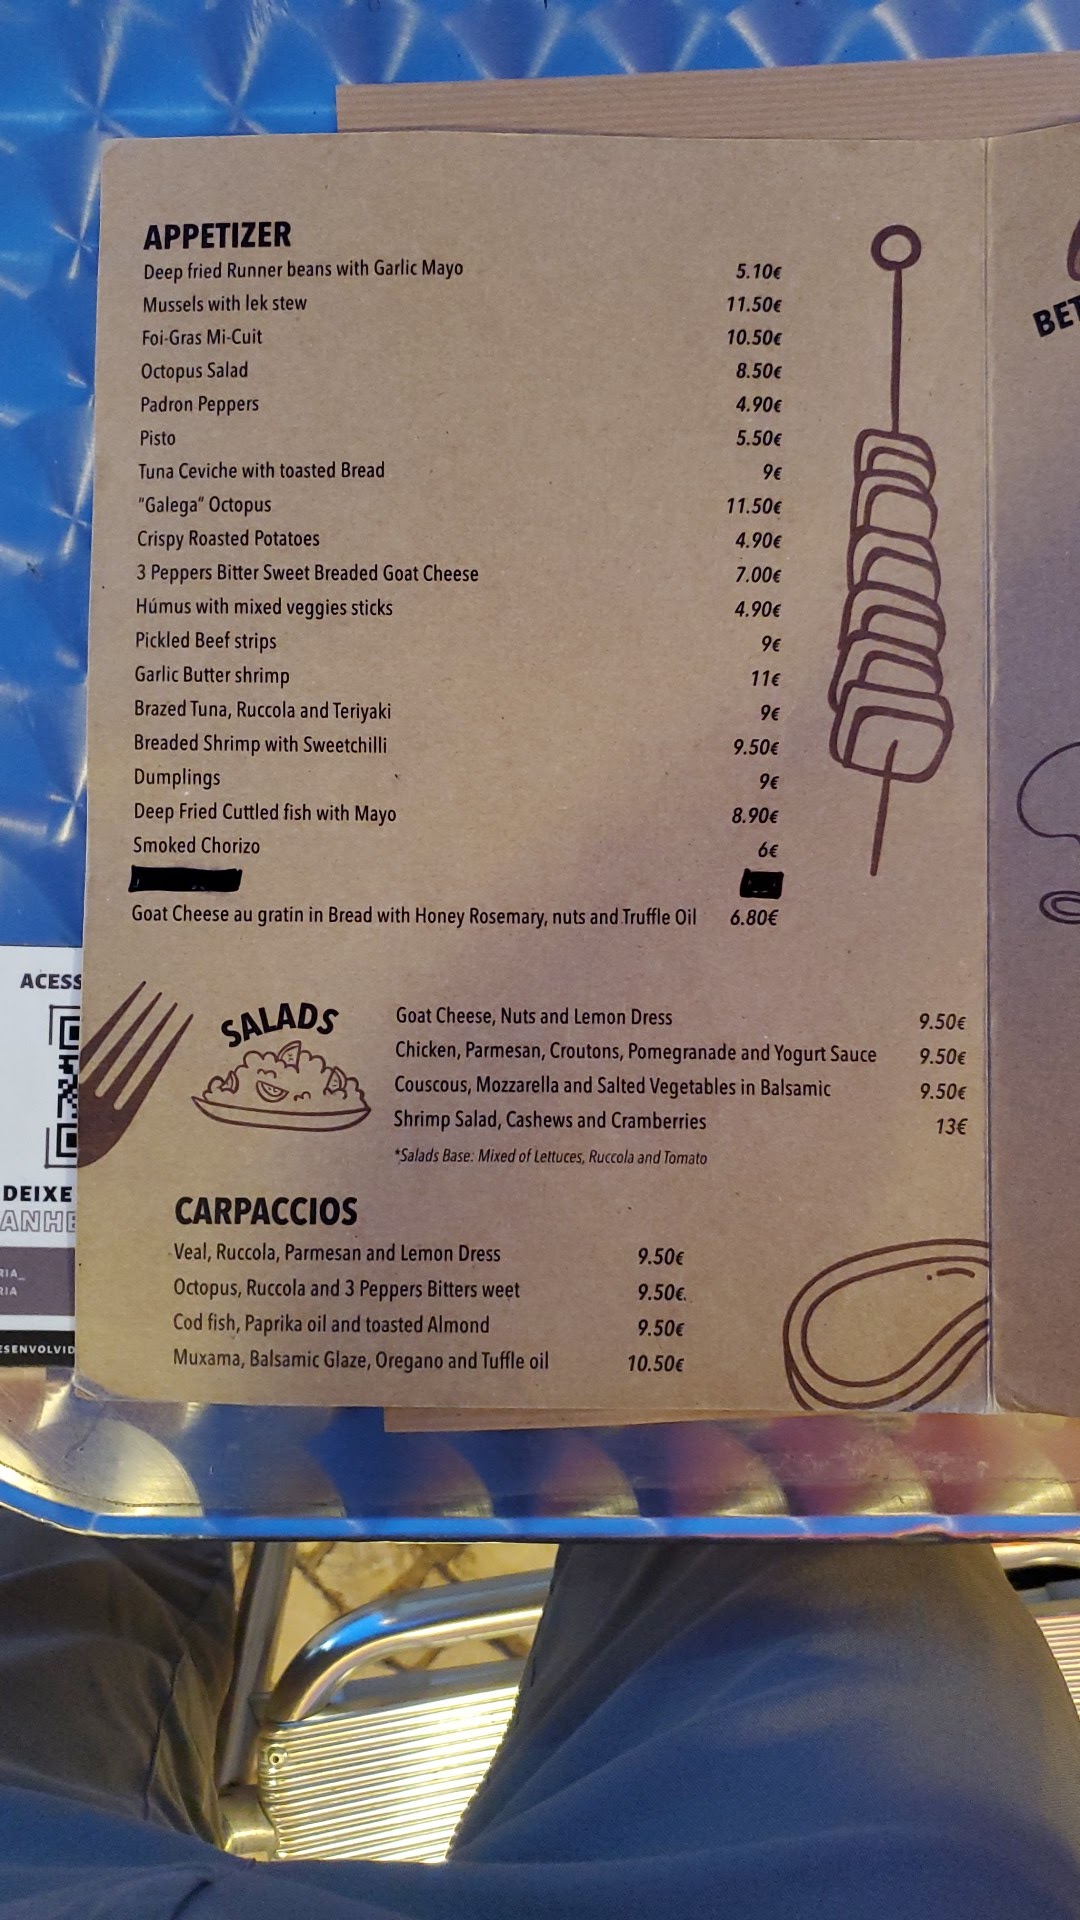 APPETIZER
Deep fried Runner beans with Garlic Mayo 5.10€
Mussels with lek stew 11.50€
Foi-Gras Mi-Cuit 10.50€
Octopus Salad 8.50€
Padron Peppers 4.90€
Pisto 5.50€
Tuna Ceviche with toasted Bread 9€
"Galega" Octopus 11.50€
Crispy Roasted Potatoes 4.90€
3 Peppers Bitter Sweet Breaded Goat Cheese 7.00€
Húmus with mixed veggies sticks 4.90€
Pickled Beef strips 9€
Garlic Butter shrimp 11€
Brazed Tuna, Ruccola and Teriyaki 9€
Breaded Shrimp with Sweetchilli 9.50€
Dumplings 9€
Deep Fried Cuttled fish with Mayo 8.90€
Smoked Chorizo 6€
Goat Cheese au gratin in Bread with Honey Rosemary, nuts and Truffle Oil 6.80€
SALADS
Goat Cheese, Nuts and Lemon Dress 9.50€
Chicken, Parmesan, Croutons, Pomegranade and Yogurt Sauce 9.50€
Couscous, Mozzarella and Salted Vegetables in Balsamic 9.50€
Shrimp Salad, Cashews and Cramberries 13€
*Salads Base: Mixed of Lettuces, Ruccola and Tomato
CARPACCIOS
Veal, Ruccola, Parmesan and Lemon Dress 9.50€
Octopus, Ruccola and 3 Peppers Bitters weet 9.50€
Cod fish, Paprika oil and toasted Almond 9.50€
Muxama, Balsamic Glaze, Oregano and Tuffle oil 10.50€
BET
ACESS
DEIXE
ANHE
RIA_
RIA
ESENVOLVID